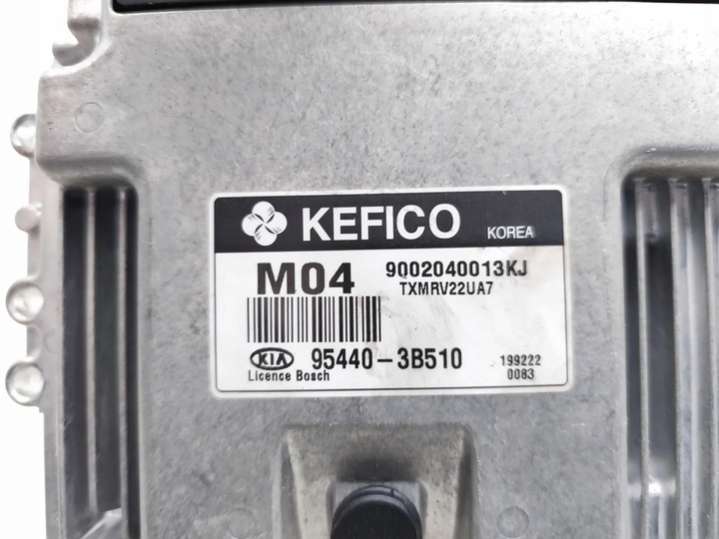 KEFICO KOREA
M04 9002040013KJ
TXMRV22UA7
KIA 95440-3B510 199222
Licence Bosch 0083